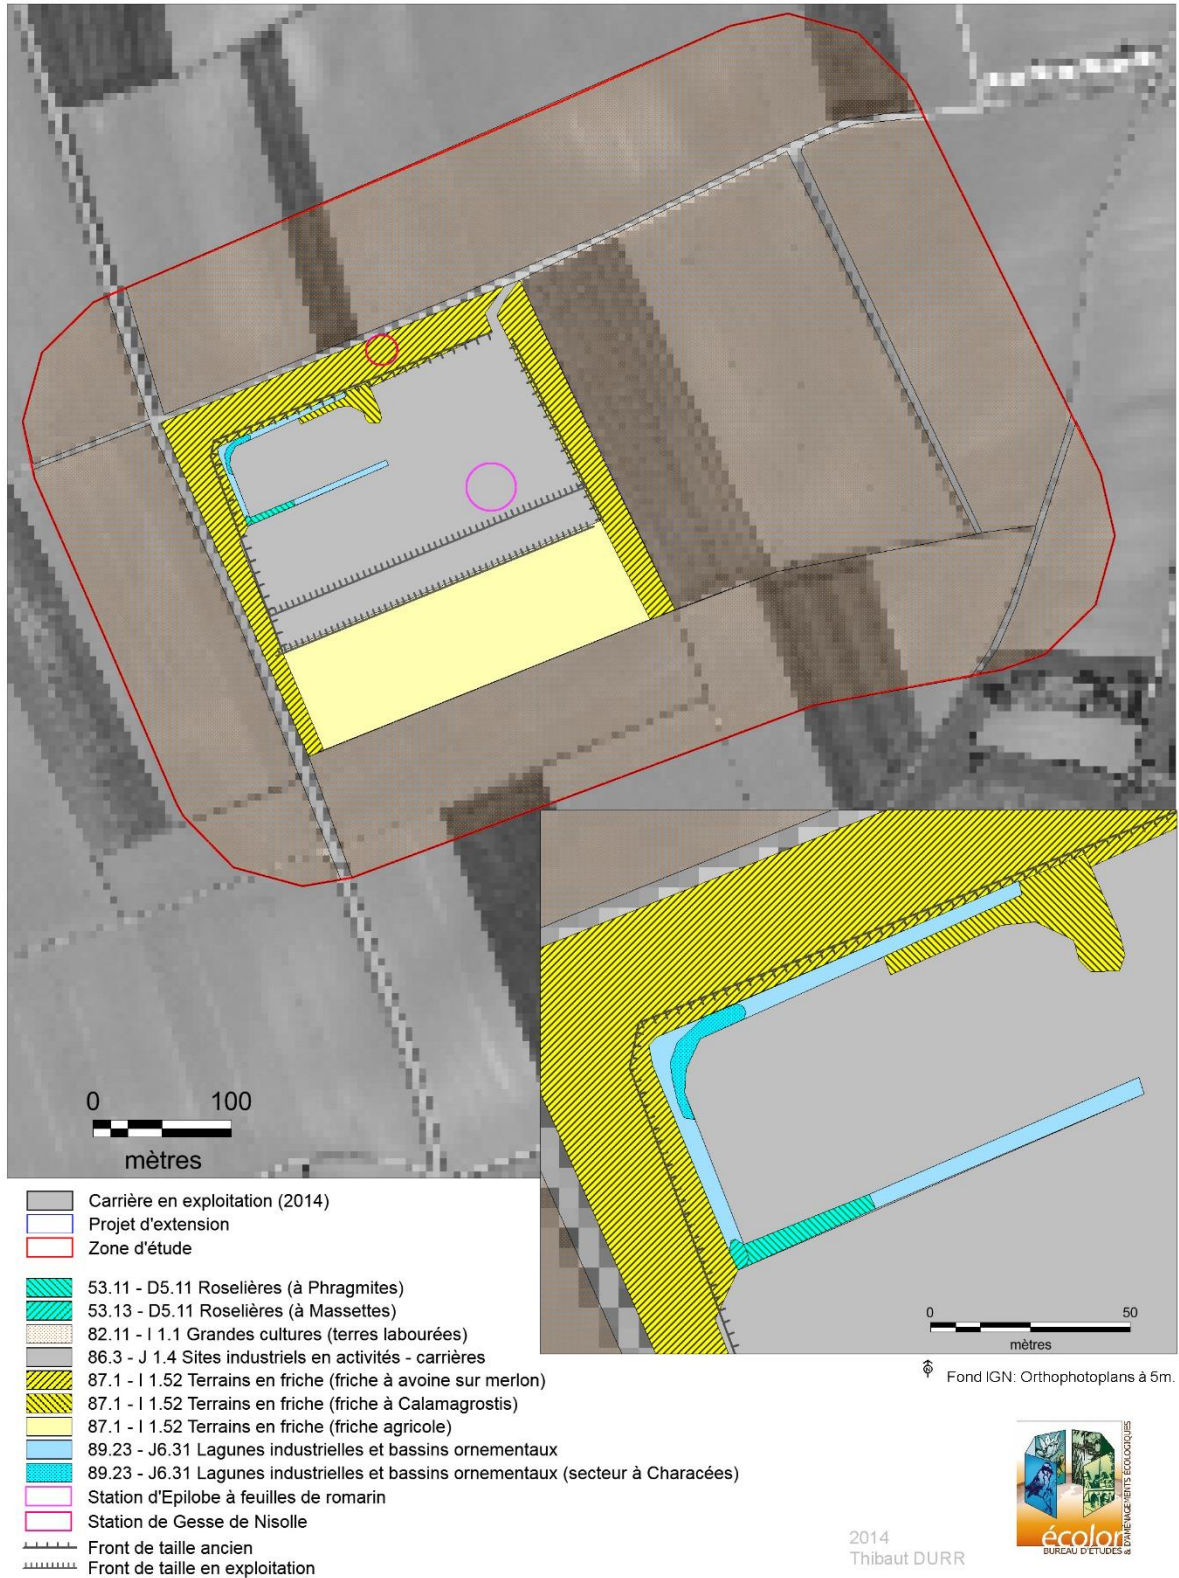 0 100
mètres
0 50
mètres
Fond IGN: Orthophotoplans à 5m.
Carrière en exploitation (2014)
Projet d'extension
Zone d'étude
53.11 - D5.11 Roselières (à Phragmites)
53.13 - D5.11 Roselières (à Massettes)
82.11 - I 1.1 Grandes cultures (terres labourées)
86.3 - J 1.4 Sites industriels en activités - carrières
87.1 - I 1.52 Terrains en friche (friche à avoine sur merlon)
87.1 - I 1.52 Terrains en friche (friche à Calamagrostis)
87.1 - I 1.52 Terrains en friche (friche agricole)
89.23 - J6.31 Lagunes industrielles et bassins ornementaux
89.23 - J6.31 Lagunes industrielles et bassins ornementaux (secteur à Characées)
Station d'Epilobe à feuilles de romarin
Station de Gesse de Nisolle
Front de taille ancien
Front de taille en exploitation
2014
Thibaut DURR
écolor
BUREAU D'ÉTUDES
& D'AMÉNAGEMENTS ÉCOLOGIQUES